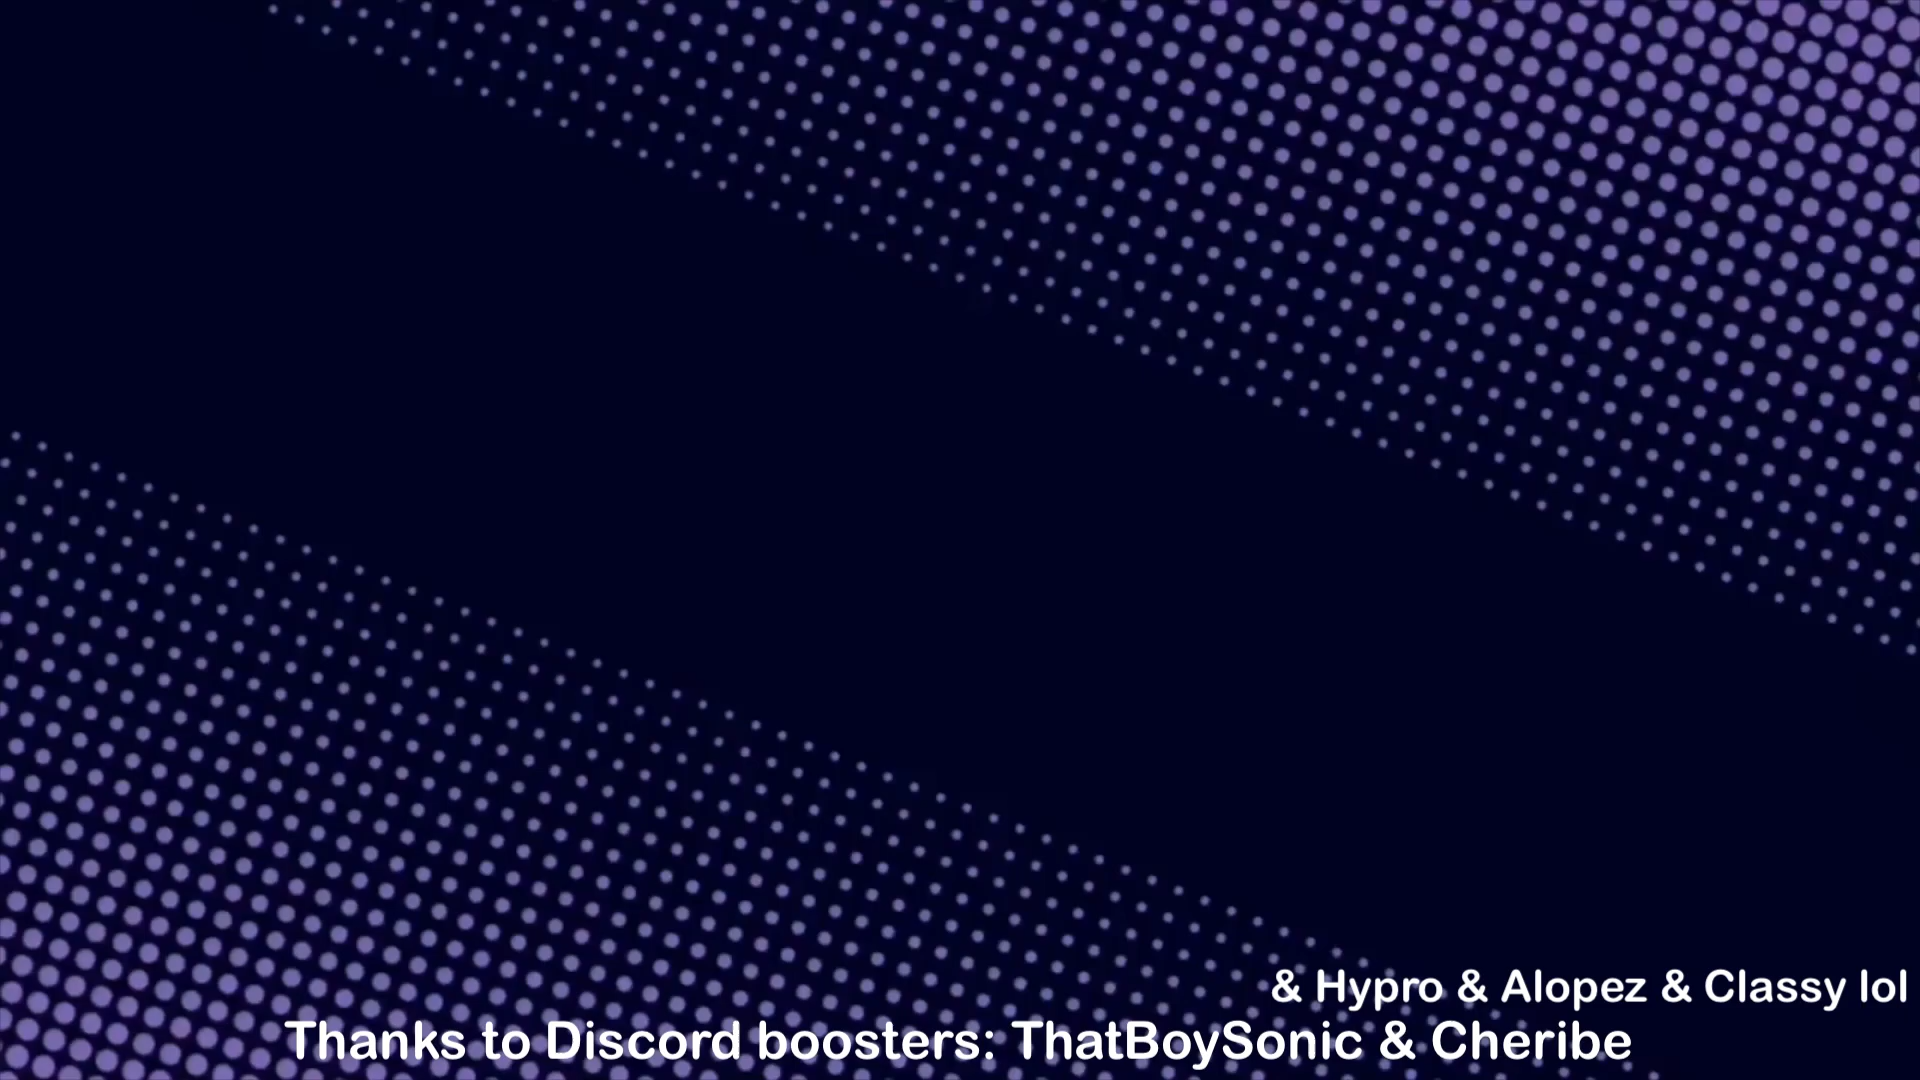 & Hypro & Alopez & Classy lol
Thanks to Discord boosters: ThatBoySonic & Cheribe